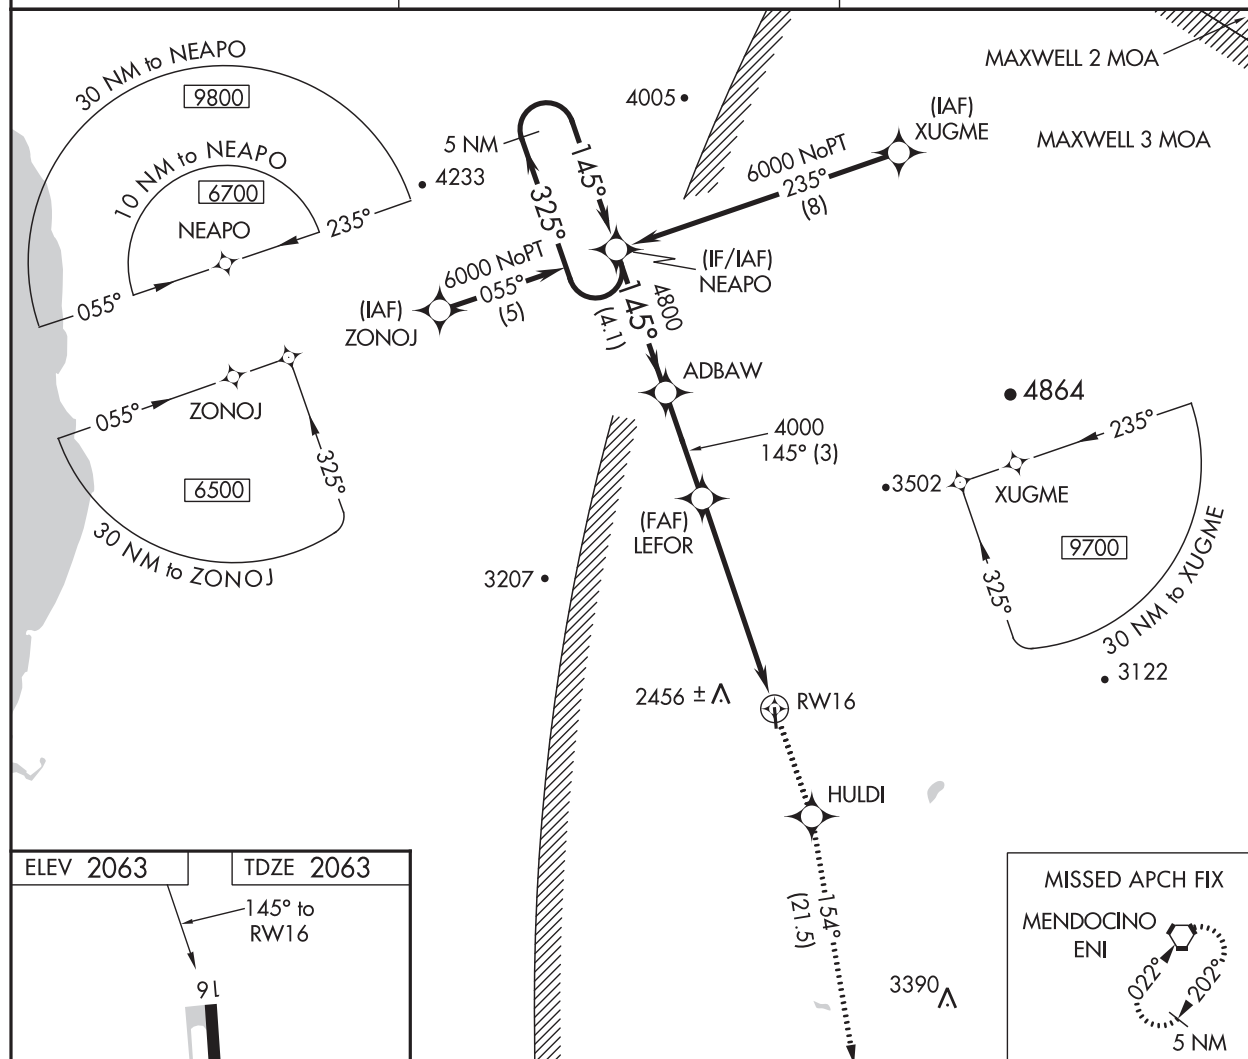 MAXWELL 2 MOA
MAXWELL 3 MOA
30 NM to NEAPO
9800
10 NM to NEAPO
6700
NEAPO
235°
055°
4233
4005
5 NM
145°
325°
(IAF)
XUGME
6000 NoPT
235°
(8)
(IF/IAF)
NEAPO
6000 NoPT
055°
(5)
(IAF)
ZONOJ
4800
145°
(4.1)
ADBAW
055°
ZONOJ
325°
6500
30 NM to ZONOJ
4000
145° (3)
(FAF)
LEFOR
4864
235°
3502
XUGME
9700
325°
30 NM to XUGME
3122
3207
2456 ±
RW16
HULDI
154°
(21.5)
3390
ELEV 2063
TDZE 2063
145° to
RW16
16
MISSED APCH FIX
MENDOCINO
ENI
022°
202°
5 NM